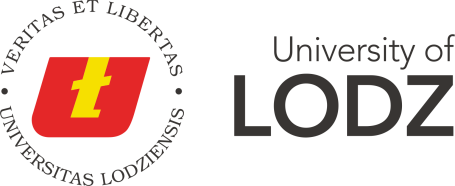 VERITAS ET LIBERTAS
UNIVERSITAS LODZIENSIS
ł
University of
LODZ